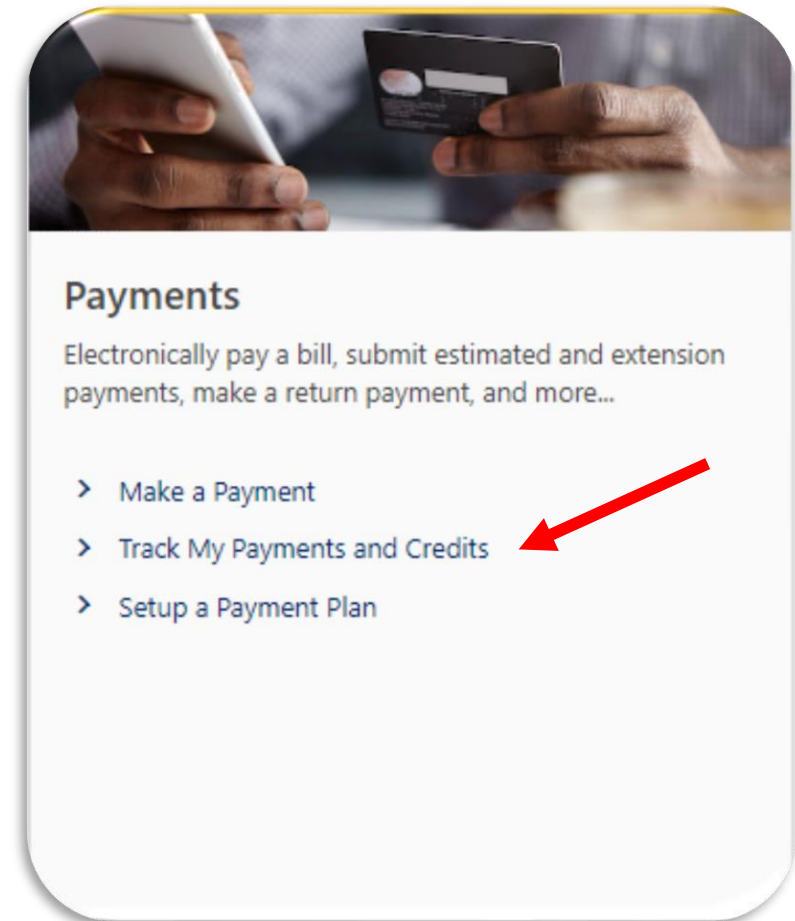 Payments
Electronically pay a bill, submit estimated and extension
payments, make a return payment, and more...
Make a Payment
Track My Payments and Credits
Setup a Payment Plan